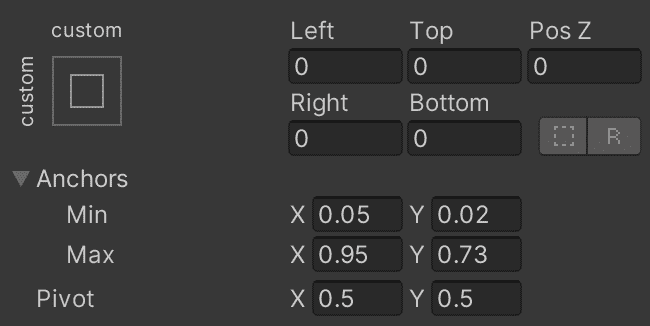 custom
custom
Left Top Pos Z
0 0 0
Right Bottom
0 0
R
Anchors
Min X 0.05 Y 0.02
Max X 0.95 Y 0.73
Pivot X 0.5 Y 0.5